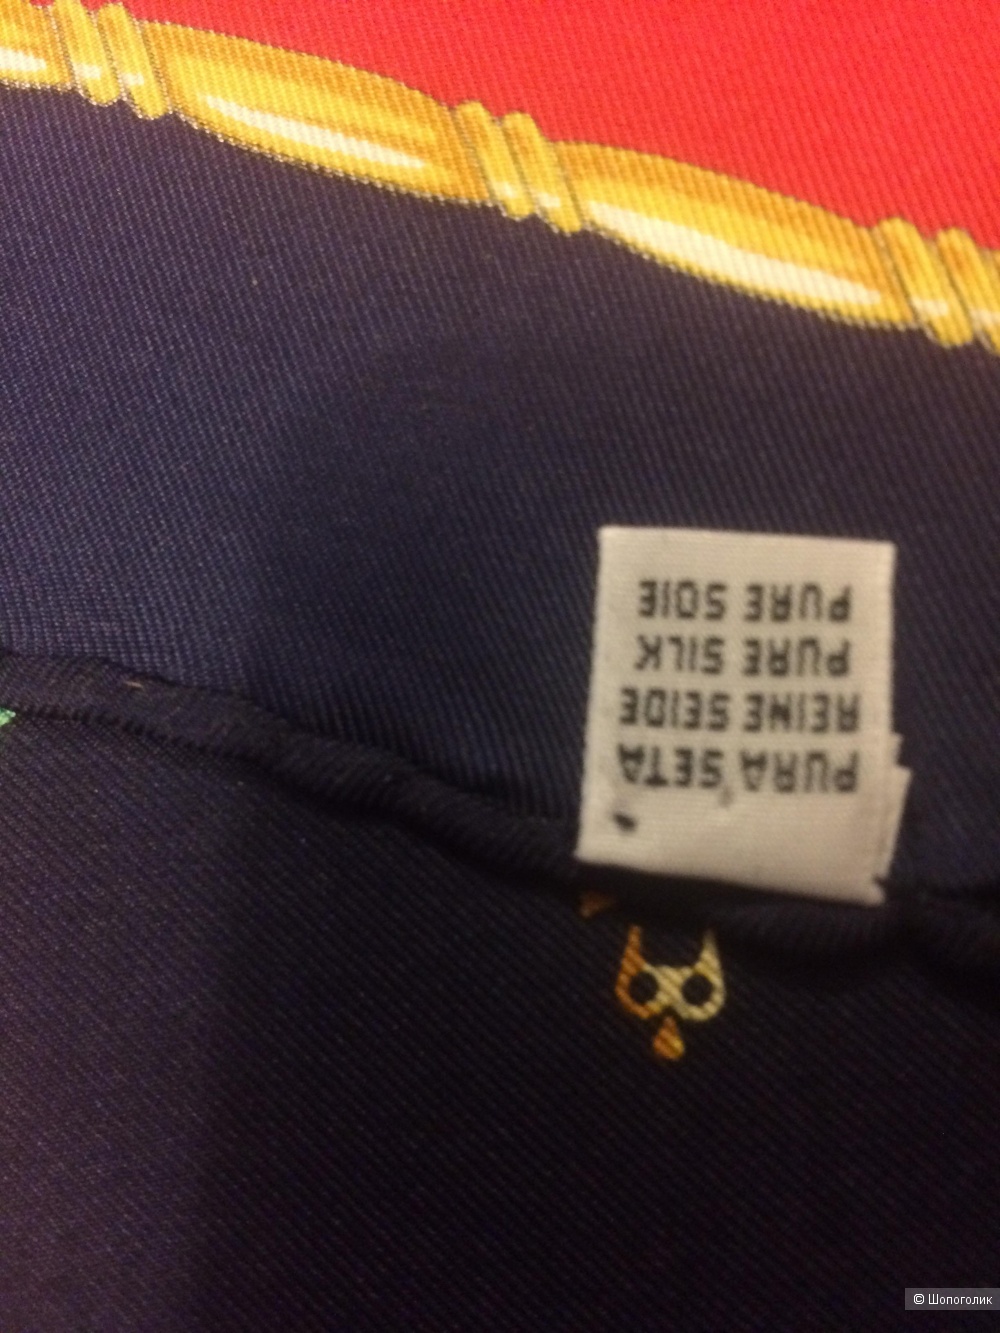 PURA SETA
REINE SEIDE
PURE SILK
PURE SOIE
© Шопоголик